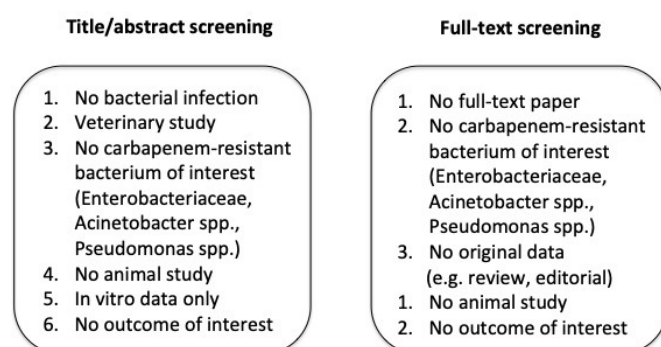 Title/abstract screening
1. No bacterial infection
2. Veterinary study
3. No carbapenem-resistant
bacterium of interest
(Enterobacteriaceae,
Acinetobacter spp.,
Pseudomonas spp.)
4. No animal study
5. In vitro data only
6. No outcome of interest
Full-text screening
1. No full-text paper
2. No carbapenem-resistant
bacterium of interest
(Enterobacteriaceae,
Acinetobacter spp.,
Pseudomonas spp.)
3. No original data
(e.g. review, editorial)
1. No animal study
2. No outcome of interest